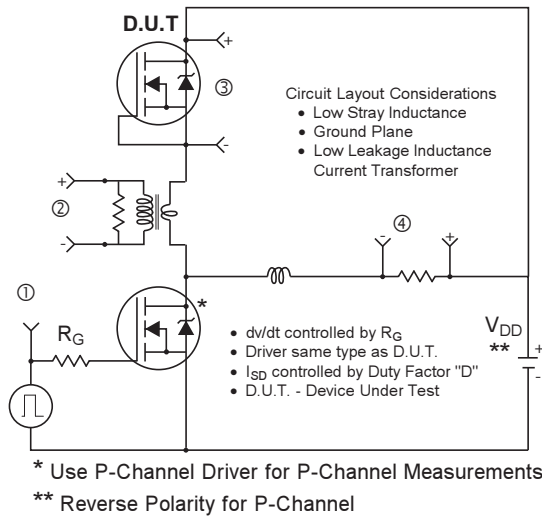 D.U.T
+
③
-
Circuit Layout Considerations
• Low Stray Inductance
• Ground Plane
• Low Leakage Inductance
Current Transformer
+
②
-
④
- +
①
R_G
*
• dv/dt controlled by R_G
• Driver same type as D.U.T.
• I_SD controlled by Duty Factor "D"
• D.U.T. - Device Under Test
V_DD
**
+
-
* Use P-Channel Driver for P-Channel Measurements
** Reverse Polarity for P-Channel